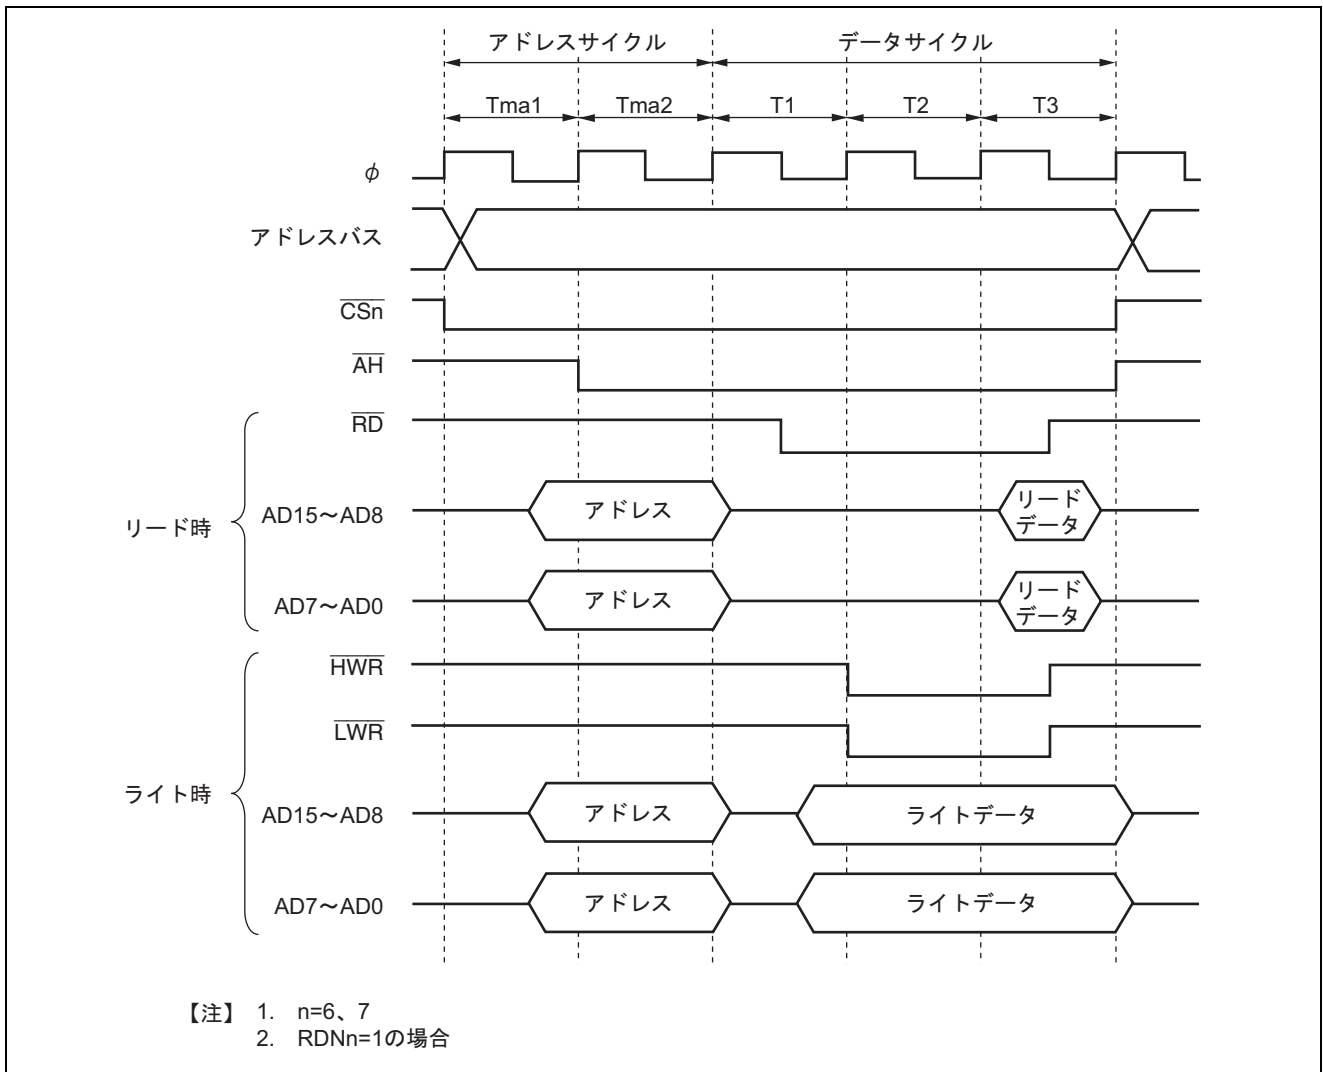 アドレスサイクル データサイクル
Tma1 Tma2 T1 T2 T3
φ
アドレスバス
CSn
AH
RD
リード時
AD15～AD8 アドレス リード
データ
AD7～AD0 アドレス リード
データ
HWR
LWR
ライト時
AD15～AD8 アドレス ライトデータ
AD7～AD0 アドレス ライトデータ
【注】 1. n=6、7
2. RDNn=1の場合